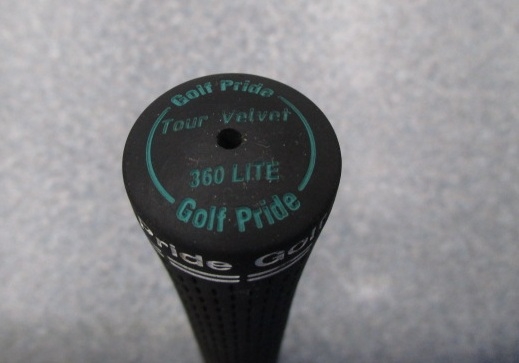 Golf Pride
Tour Velvet
360 LITE
Golf Pride
Pride Golf